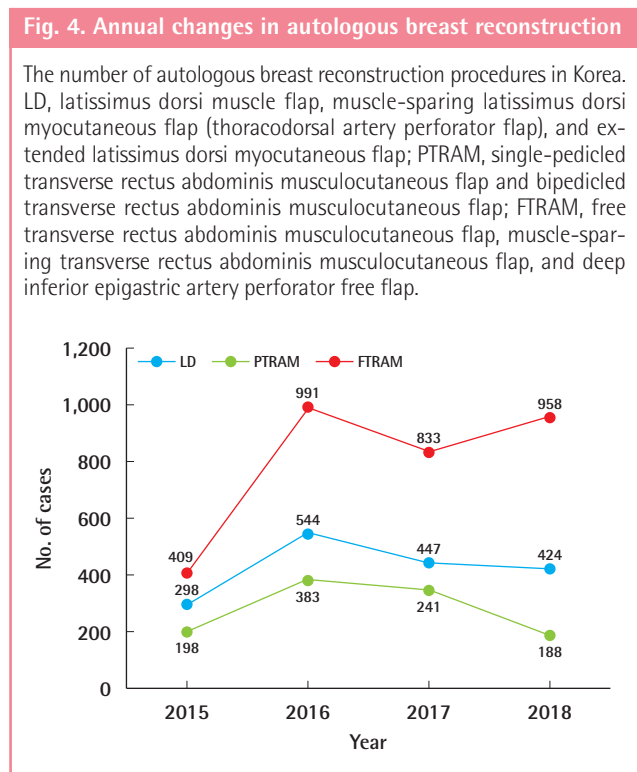 Fig. 4. Annual changes in autologous breast reconstruction
The number of autologous breast reconstruction procedures in Korea.
LD, latissimus dorsi muscle flap, muscle-sparing latissimus dorsi
myocutaneous flap (thoracodorsal artery perforator flap), and ex-
tended latissimus dorsi myocutaneous flap; PTRAM, single-pedicled
transverse rectus abdominis musculocutaneous flap and bipedicled
transverse rectus abdominis musculocutaneous flap; FTRAM, free
transverse rectus abdominis musculocutaneous flap, muscle-spar-
ing transverse rectus abdominis musculocutaneous flap, and deep
inferior epigastric artery perforator free flap.
1,200
LD PTRAM FTRAM
1,000
991
958
833
800
No. of cases
600
544
447
424
409
400
298
383
241
200
198
188
0
2015 2016 2017 2018
Year